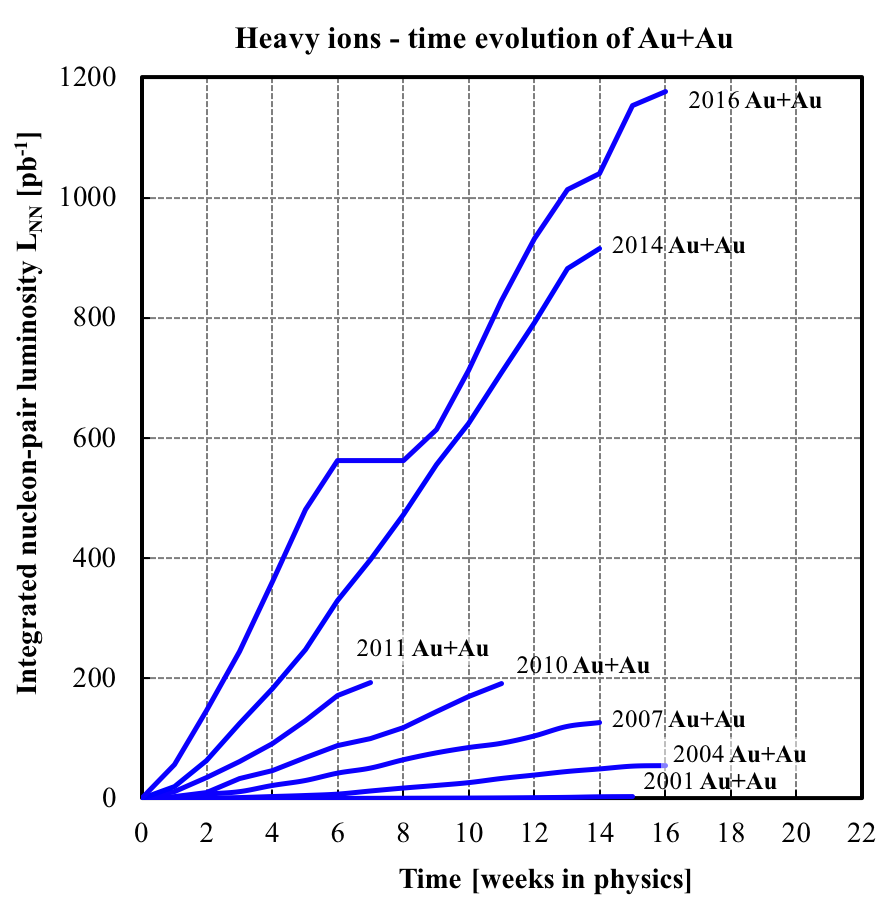 Heavy ions - time evolution of Au+Au
Integrated nucleon-pair luminosity L_NN [pb⁻¹]
1200
1000
800
600
400
200
0
2016 Au+Au
2014 Au+Au
2011 Au+Au
2010 Au+Au
2007 Au+Au
2004 Au+Au
2001 Au+Au
0 2 4 6 8 10 12 14 16 18 20 22
Time [weeks in physics]